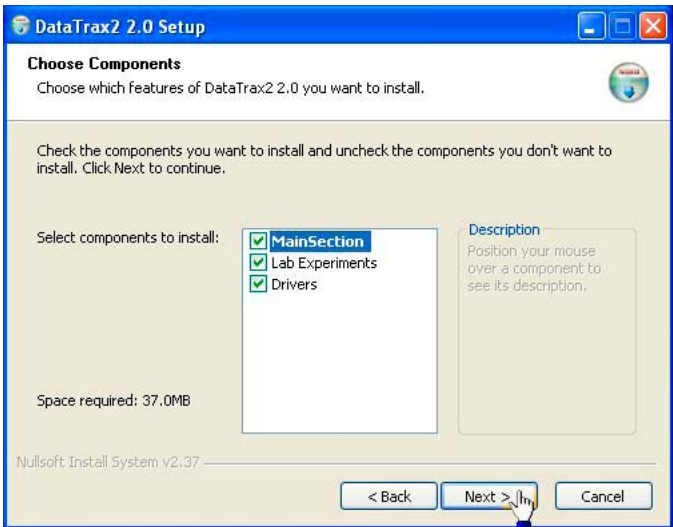 DataTrax2 2.0 Setup
Choose Components
Choose which features of DataTrax2 2.0 you want to install.
Check the components you want to install and uncheck the components you don't want to
install. Click Next to continue.
Select components to install:
MainSection
Lab Experiments
Drivers
Description
Position your mouse
over a component to
see its description.
Space required: 37.0MB
Nullsoft Install System v2.37
< Back
Next >
Cancel